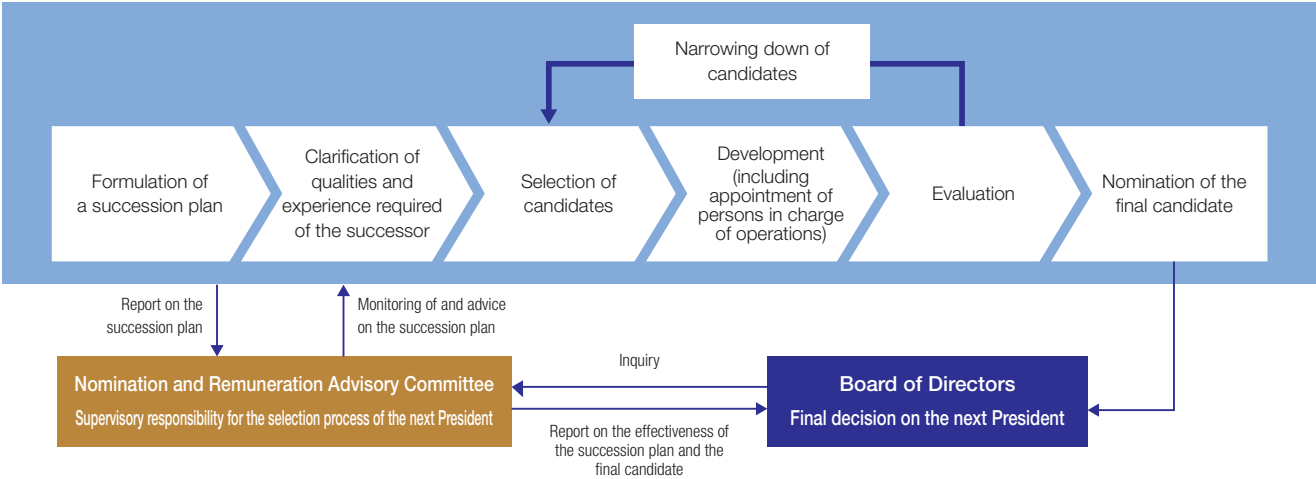 Narrowing down of
candidates
Formulation of
a succession plan
Clarification of
qualities and
experience required
of the successor
Selection of
candidates
Development
(including
appointment of
persons in charge
of operations)
Evaluation
Nomination of the
final candidate
Report on the
succession plan
Monitoring of and advice
on the succession plan
Nomination and Remuneration Advisory Committee
Supervisory responsibility for the selection process of the next President
Inquiry
Report on the effectiveness of
the succession plan and the
final candidate
Board of Directors
Final decision on the next President